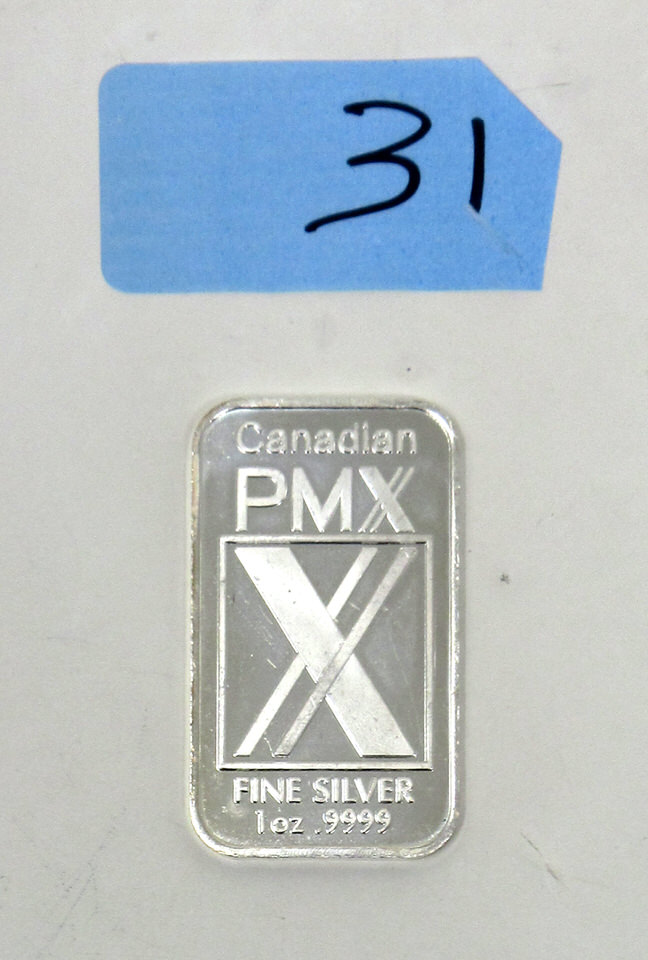 31
Canadian
PMX
X
FINE SILVER
1oz .9999